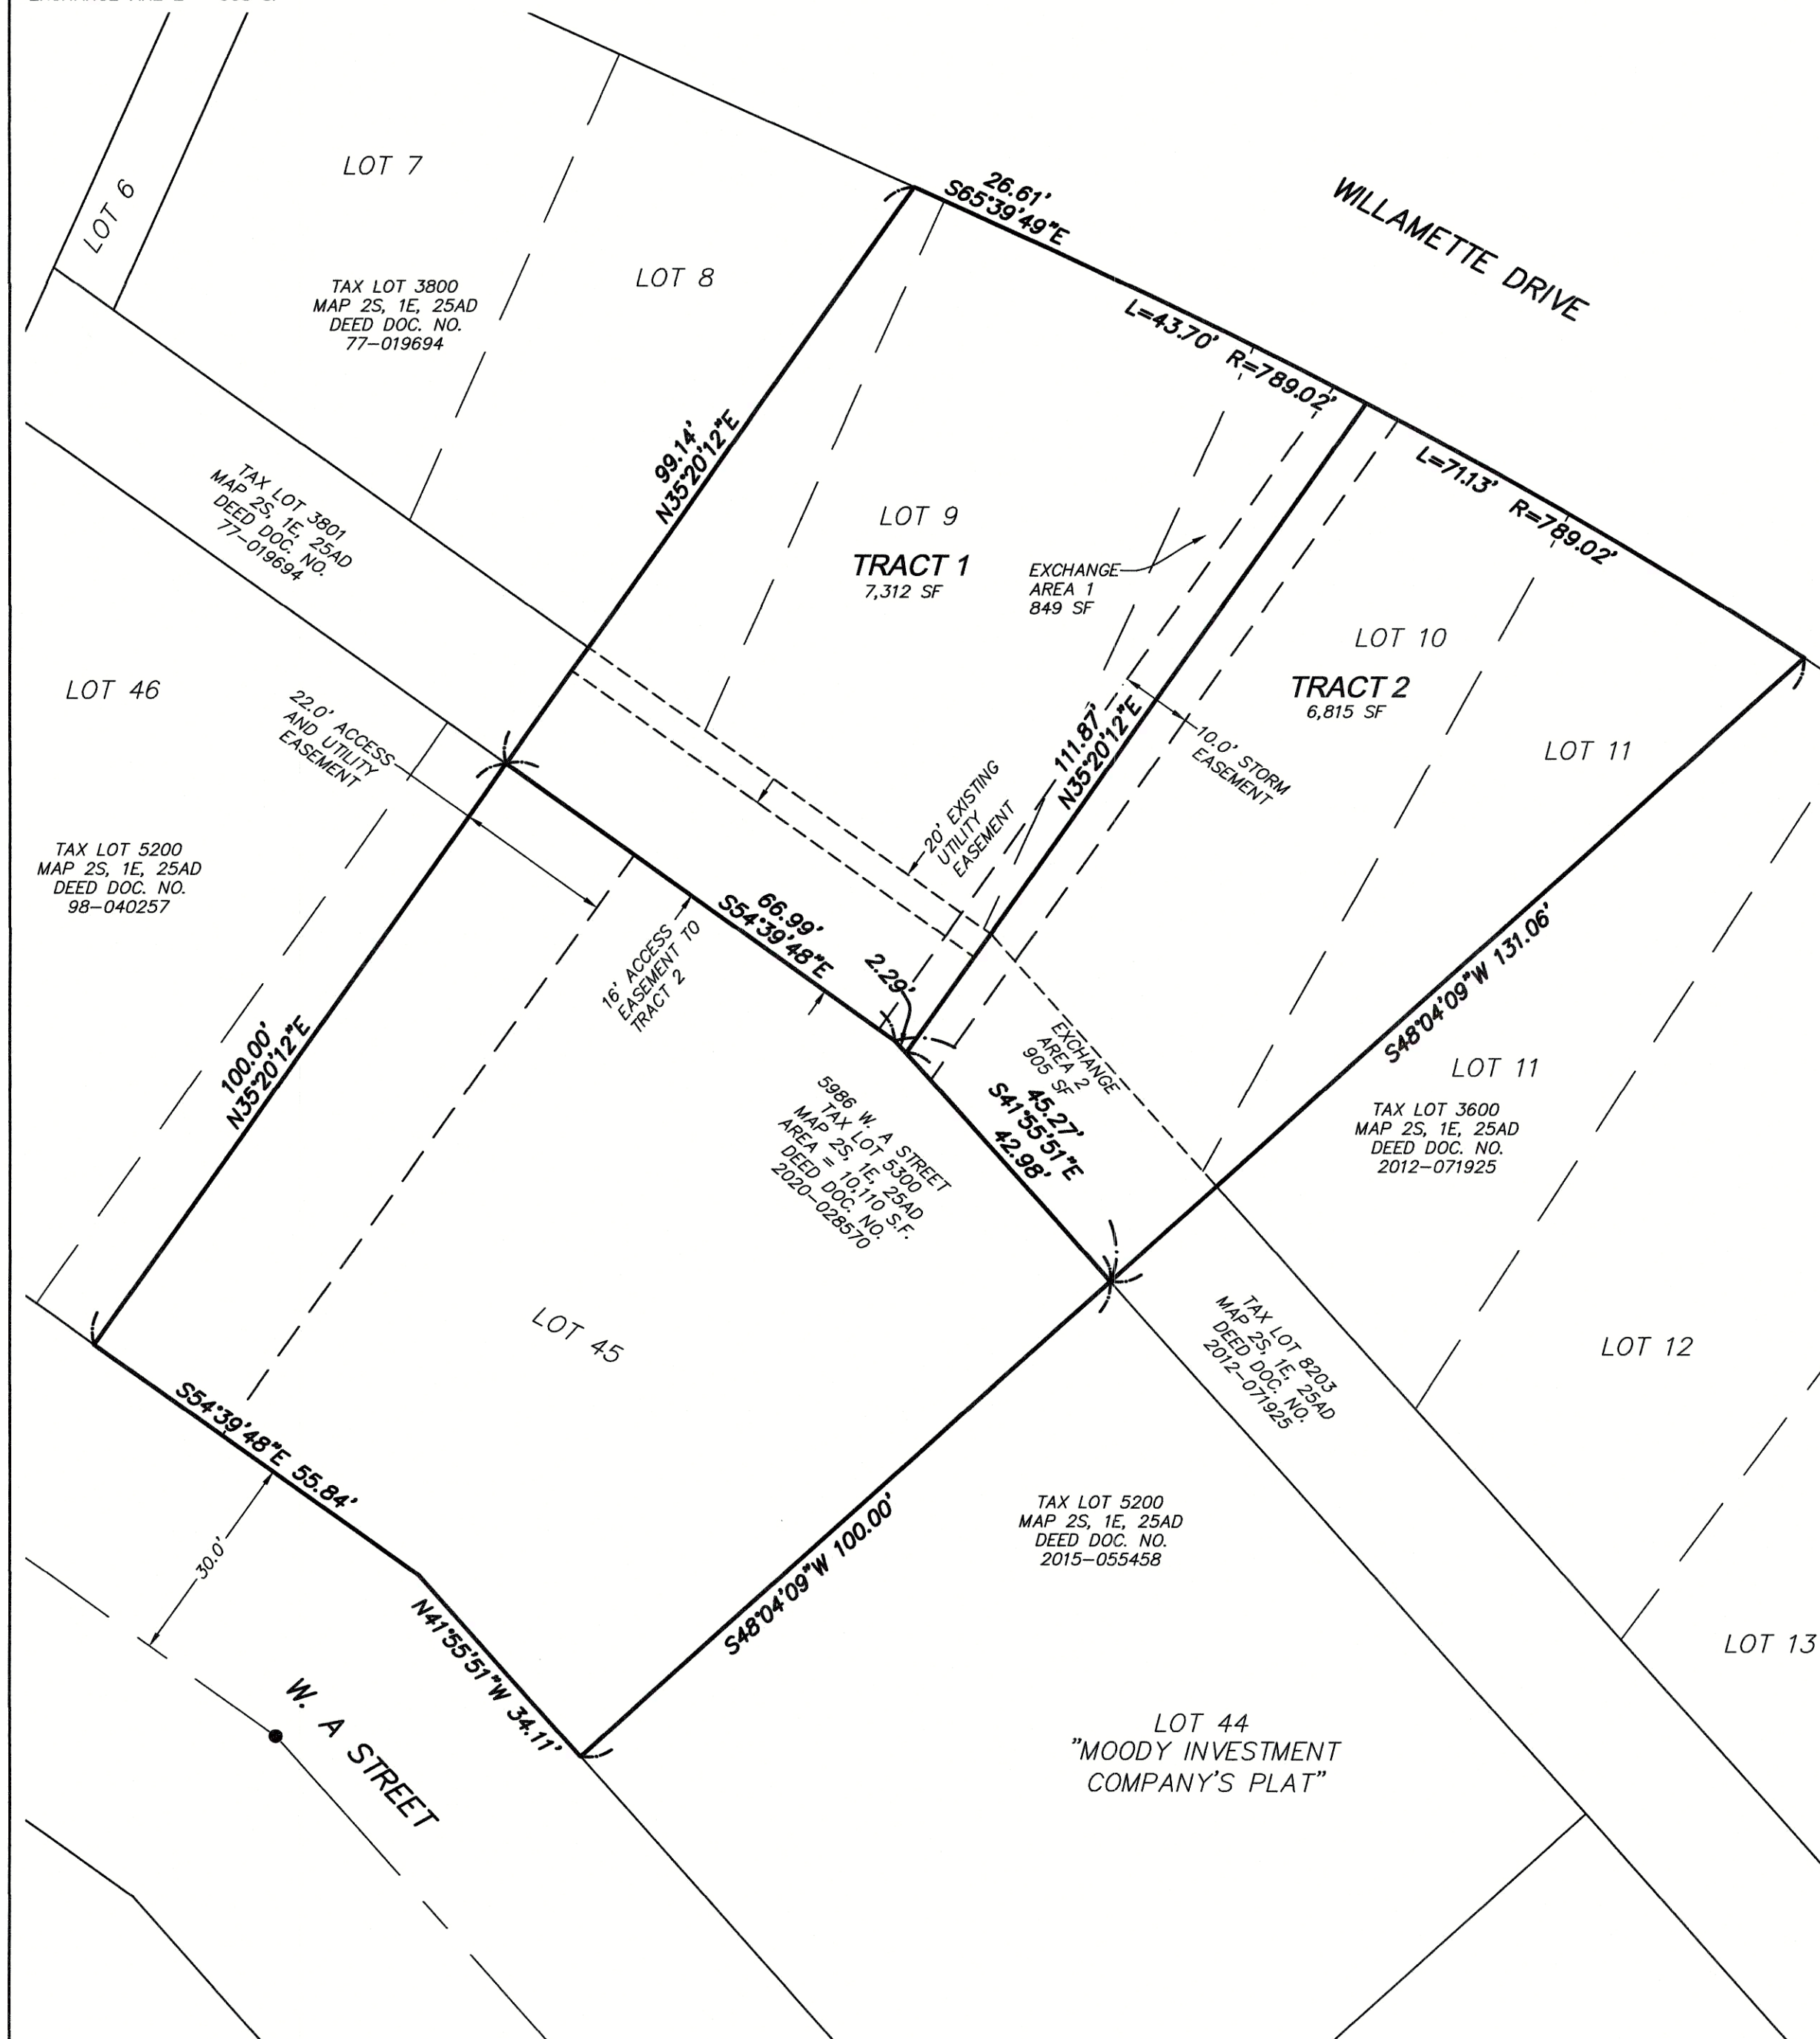 LOT 7
LOT 6
26.61'
S65°39'49"E
WILLAMETTE DRIVE
LOT 8
TAX LOT 3800
MAP 2S, 1E, 25AD
DEED DOC. NO.
77-019694
L=43.70' R=789.02'
99.14'
N35°20'12"E
TAX LOT 3801
MAP 2S, 1E, 25AD
DEED DOC. NO.
77-019694
L=71.13' R=789.02'
LOT 9
TRACT 1
7,312 SF
EXCHANGE
AREA 1
849 SF
LOT 10
TRACT 2
6,815 SF
LOT 46
22.0' ACCESS
AND UTILITY
EASEMENT
111.87'
N35°20'12"E
10.0' STORM
EASEMENT
LOT 11
20' EXISTING
UTILITY
EASEMENT
TAX LOT 5200
MAP 2S, 1E, 25AD
DEED DOC. NO.
98-040257
66.99'
S54°39'48"E
2.29'
16' ACCESS
EASEMENT TO
TRACT 2
S48°04'09"W 131.06'
100.00'
N35°20'12"E
EXCHANGE
AREA 2
905 SF
45.27'
S41°55'51"E
42.98'
LOT 11
TAX LOT 3600
MAP 2S, 1E, 25AD
DEED DOC. NO.
2012-071925
5986 W. A STREET
TAX LOT 5300
MAP 2S, 1E, 25AD
AREA = 10,110 S.F.
DEED DOC. NO.
2020-028570
LOT 45
TAX LOT 8203
MAP 2S, 1E, 25AD
DEED DOC. NO.
2012-071925
LOT 12
S54°39'48"E 55.84'
30.0'
TAX LOT 5200
MAP 2S, 1E, 25AD
DEED DOC. NO.
2015-055458
S48°04'09"W 100.00'
N41°55'51"W 34.11'
LOT 13
W. A STREET
LOT 44
"MOODY INVESTMENT
COMPANY'S PLAT"